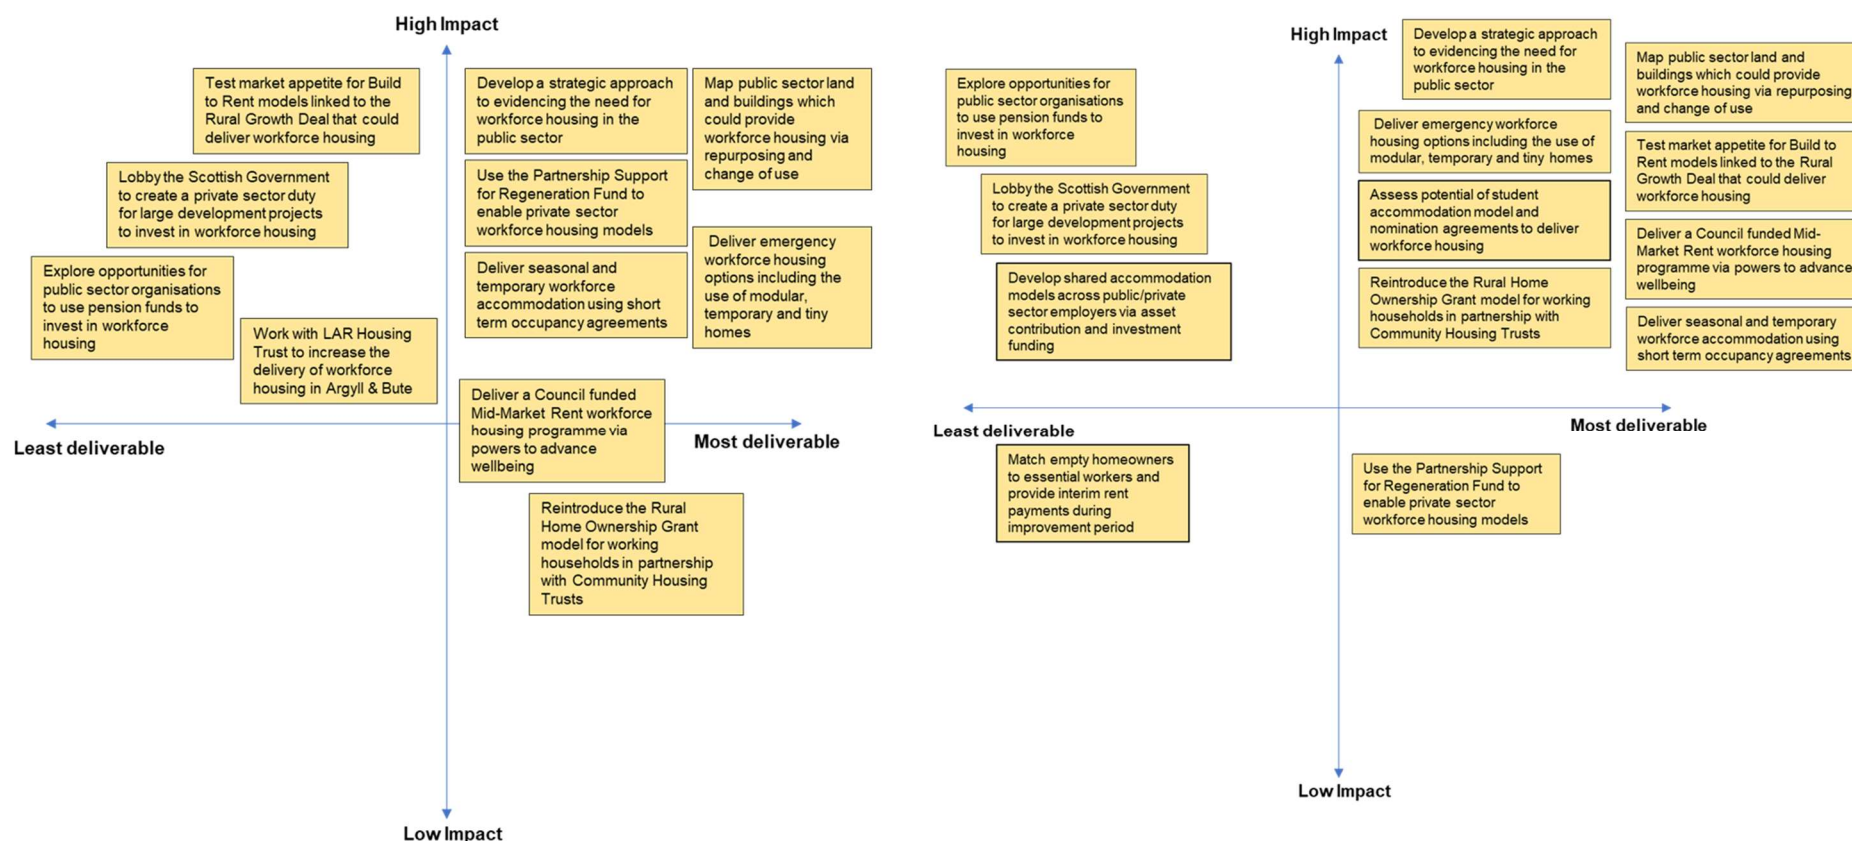 High Impact
Test market appetite for Build
to Rent models linked to the
Rural Growth Deal that could
deliver workforce housing
Develop a strategic approach
to evidencing the need for
workforce housing in the
public sector
Map public sector land
and buildings which
could provide
workforce housing via
repurposing and
change of use
Lobby the Scottish Government
to create a private sector duty
for large development projects
to invest in workforce housing
Use the Partnership Support
for Regeneration Fund to
enable private sector
workforce housing models
Deliver emergency
workforce housing
options including the
use of modular,
temporary and tiny
homes
Explore opportunities for
public sector organisations
to use pension funds to
invest in workforce
housing
Deliver seasonal and
temporary workforce
accommodation using short
term occupancy agreements
Work with LAR Housing
Trust to increase the
delivery of workforce
housing in Argyll & Bute
Deliver a Council funded
Mid-Market Rent workforce
housing programme via
powers to advance
wellbeing
Least deliverable
Most deliverable
Reintroduce the Rural
Home Ownership Grant
model for working
households in partnership
with Community Housing
Trusts
Low Impact
High Impact
Develop a strategic approach
to evidencing the need for
workforce housing in the
public sector
Map public sector land and
buildings which could provide
workforce housing via repurposing
and change of use
Explore opportunities for
public sector organisations
to use pension funds to
invest in workforce
housing
Deliver emergency workforce
housing options including the use of
modular, temporary and tiny homes
Test market appetite for Build to
Rent models linked to the Rural
Growth Deal that could deliver
workforce housing
Lobby the Scottish Government
to create a private sector duty
for large development projects
to invest in workforce housing
Assess potential of student
accommodation model and
nomination agreements to deliver
workforce housing
Deliver a Council funded Mid-
Market Rent workforce housing
programme via powers to advance
wellbeing
Develop shared accommodation
models across public/private
sector employers via asset
contribution and investment
funding
Reintroduce the Rural Home
Ownership Grant model for working
households in partnership with
Community Housing Trusts
Deliver seasonal and temporary
workforce accommodation using
short term occupancy agreements
Least deliverable
Most deliverable
Match empty homeowners
to essential workers and
provide interim rent
payments during
improvement period
Use the Partnership Support
for Regeneration Fund to
enable private sector
workforce housing models
Low Impact